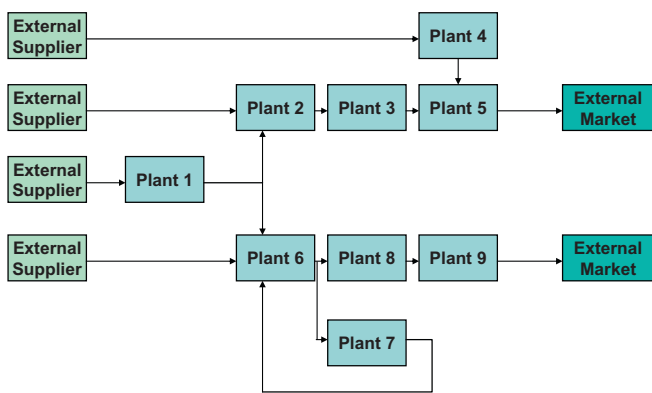 External
Supplier
Plant 4
External
Supplier
Plant 2
Plant 3
Plant 5
External
Market
External
Supplier
Plant 1
External
Supplier
Plant 6
Plant 8
Plant 9
External
Market
Plant 7